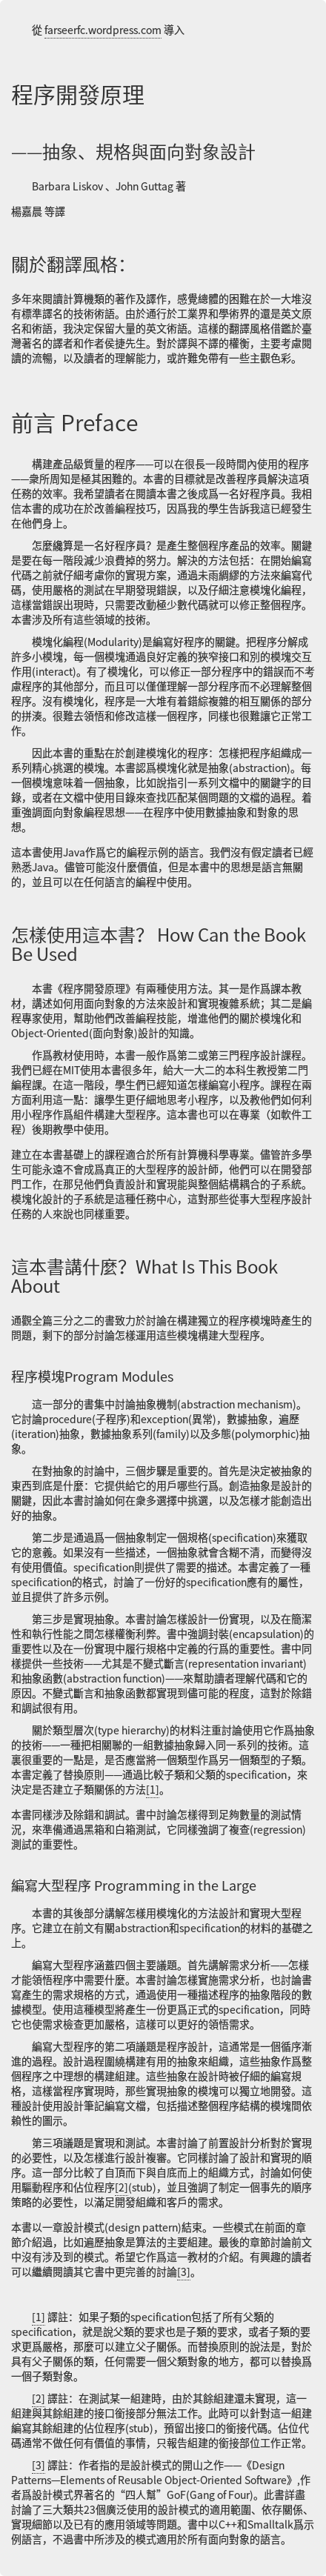 從 farseerfc.wordpress.com 導入
程序開發原理
——抽象、規格與面向對象設計
Barbara Liskov 、John Guttag 著
楊嘉晨 等譯
關於翻譯風格：
多年來閱讀計算機類的著作及譯作，感覺總體的困難在於一大堆沒
有標準譯名的技術術語。由於通行於工業界和學術界的還是英文原
名和術語，我決定保留大量的英文術語。這樣的翻譯風格借鑑於臺
灣著名的譯者和作者侯捷先生。對於譯與不譯的權衡，主要考慮閱
讀的流暢，以及讀者的理解能力，或許難免帶有一些主觀色彩。
前言 Preface
構建產品級質量的程序——可以在很長一段時間內使用的程序
——衆所周知是極其困難的。本書的目標就是改善程序員解決這項
任務的效率。我希望讀者在閱讀本書之後成爲一名好程序員。我相
信本書的成功在於改善編程技巧，因爲我的學生告訴我這已經發生
在他們身上。
怎麼纔算是一名好程序員？是產生整個程序產品的效率。關鍵
是要在每一階段減少浪費掉的努力。解決的方法包括：在開始編寫
代碼之前就仔細考慮你的實現方案，通過未雨綢繆的方法來編寫代
碼，使用嚴格的測試在早期發現錯誤，以及仔細注意模塊化編程，
這樣當錯誤出現時，只需要改動極少數代碼就可以修正整個程序。
本書涉及所有這些領域的技術。
模塊化編程(Modularity)是編寫好程序的關鍵。把程序分解成
許多小模塊，每一個模塊通過良好定義的狹窄接口和別的模塊交互
作用(interact)。有了模塊化，可以修正一部分程序中的錯誤而不考
慮程序的其他部分，而且可以僅僅理解一部分程序而不必理解整個
程序。沒有模塊化，程序是一大堆有着錯綜複雜的相互關係的部分
的拼湊。很難去領悟和修改這樣一個程序，同樣也很難讓它正常工
作。
因此本書的重點在於創建模塊化的程序：怎樣把程序組織成一
系列精心挑選的模塊。本書認爲模塊化就是抽象(abstraction)。每
一個模塊意味着一個抽象，比如說指引一系列文檔中的關鍵字的目
錄，或者在文檔中使用目錄來查找匹配某個問題的文檔的過程。着
重強調面向對象編程思想——在程序中使用數據抽象和對象的思
想。
這本書使用Java作爲它的編程示例的語言。我們沒有假定讀者已經
熟悉Java。儘管可能沒什麼價值，但是本書中的思想是語言無關
的，並且可以在任何語言的編程中使用。
怎樣使用這本書？ How Can the Book
Be Used
本書《程序開發原理》有兩種使用方法。其一是作爲課本教
材，講述如何用面向對象的方法來設計和實現複雜系統；其二是編
程專家使用，幫助他們改善編程技能，增進他們的關於模塊化和
Object-Oriented(面向對象)設計的知識。
作爲教材使用時，本書一般作爲第二或第三門程序設計課程。
我們已經在MIT使用本書很多年，給大一大二的本科生教授第二門
編程課。在這一階段，學生們已經知道怎樣編寫小程序。課程在兩
方面利用這一點：讓學生更仔細地思考小程序，以及教他們如何利
用小程序作爲組件構建大型程序。這本書也可以在專業（如軟件工
程）後期教學中使用。
建立在本書基礎上的課程適合於所有計算機科學專業。儘管許多學
生可能永遠不會成爲真正的大型程序的設計師，他們可以在開發部
門工作，在那兒他們負責設計和實現能與整個結構耦合的子系統。
模塊化設計的子系統是這種任務中心，這對那些從事大型程序設計
任務的人來說也同樣重要。
這本書講什麼？What Is This Book
About
通觀全篇三分之二的書致力於討論在構建獨立的程序模塊時產生的
問題，剩下的部分討論怎樣運用這些模塊構建大型程序。
程序模塊Program Modules
這一部分的書集中討論抽象機制(abstraction mechanism)。
它討論procedure(子程序)和exception(異常)，數據抽象，遍歷
(iteration)抽象，數據抽象系列(family)以及多態(polymorphic)抽
象。
在對抽象的討論中，三個步驟是重要的。首先是決定被抽象的
東西到底是什麼：它提供給它的用戶哪些行爲。創造抽象是設計的
關鍵，因此本書討論如何在衆多選擇中挑選，以及怎樣才能創造出
好的抽象。
第二步是通過爲一個抽象制定一個規格(specification)來獲取
它的意義。如果沒有一些描述，一個抽象就會含糊不清，而變得沒
有使用價值。specification則提供了需要的描述。本書定義了一種
specification的格式，討論了一份好的specification應有的屬性，
並且提供了許多示例。
第三步是實現抽象。本書討論怎樣設計一份實現，以及在簡潔
性和執行性能之間怎樣權衡利弊。書中強調封裝(encapsulation)的
重要性以及在一份實現中履行規格中定義的行爲的重要性。書中同
樣提供一些技術——尤其是不變式斷言(representation invariant)
和抽象函數(abstraction function)——來幫助讀者理解代碼和它的
原因。不變式斷言和抽象函數都實現到儘可能的程度，這對於除錯
和調試很有用。
關於類型層次(type hierarchy)的材料注重討論使用它作爲抽象
的技術——一種把相關聯的一組數據抽象歸入同一系列的技術。這
裏很重要的一點是，是否應當將一個類型作爲另一個類型的子類。
本書定義了替換原則——通過比較子類和父類的specification，來
決定是否建立子類關係的方法[1]。
本書同樣涉及除錯和調試。書中討論怎樣得到足夠數量的測試情
況，來準備通過黑箱和白箱測試，它同樣強調了複查(regression)
測試的重要性。
編寫大型程序 Programming in the Large
本書的其後部分講解怎樣用模塊化的方法設計和實現大型程
序。它建立在前文有關abstraction和specification的材料的基礎之
上。
編寫大型程序涵蓋四個主要議題。首先講解需求分析——怎樣
才能領悟程序中需要什麼。本書討論怎樣實施需求分析，也討論書
寫產生的需求規格的方式，通過使用一種描述程序的抽象階段的數
據模型。使用這種模型將產生一份更爲正式的specification，同時
它也使需求檢查更加嚴格，這樣可以更好的領悟需求。
編寫大型程序的第二項議題是程序設計，這通常是一個循序漸
進的過程。設計過程圍繞構建有用的抽象來組織，這些抽象作爲整
個程序之中理想的構建組建。這些抽象在設計時被仔細的編寫規
格，這樣當程序實現時，那些實現抽象的模塊可以獨立地開發。這
種設計使用設計筆記編寫文檔，包括描述整個程序結構的模塊間依
賴性的圖示。
第三項議題是實現和測試。本書討論了前置設計分析對於實現
的必要性，以及怎樣進行設計複審。它同樣討論了設計和實現的順
序。這一部分比較了自頂而下與自底而上的組織方式，討論如何使
用驅動程序和佔位程序[2](stub)，並且強調了制定一個事先的順序
策略的必要性，以滿足開發組織和客戶的需求。
本書以一章設計模式(design pattern)結束。一些模式在前面的章
節介紹過，比如遍歷抽象是算法的主要組建。最後的章節討論前文
中沒有涉及到的模式。希望它作爲這一教材的介紹。有興趣的讀者
可以繼續閱讀其它書中更完善的討論[3]。
[1] 譯註：如果子類的specification包括了所有父類的
specification，就是說父類的要求也是子類的要求，或者子類的要
求更爲嚴格，那麼可以建立父子關係。而替換原則的說法是，對於
具有父子關係的類，任何需要一個父類對象的地方，都可以替換爲
一個子類對象。
[2] 譯註：在測試某一組建時，由於其餘組建還未實現，這一
組建與其餘組建的接口銜接部分無法工作。此時可以針對這一組建
編寫其餘組建的佔位程序(stub)，預留出接口的銜接代碼。佔位代
碼通常不做任何有價值的事情，只報告組建的銜接部位工作正常。
[3] 譯註：作者指的是設計模式的開山之作——《Design
Patterns—Elements of Reusable Object-Oriented Software》,作
者爲設計模式界著名的“四人幫”GoF(Gang of Four)。此書詳盡
討論了三大類共23個廣泛使用的設計模式的適用範圍、依存關係、
實現細節以及已有的應用領域等問題。書中以C++和Smalltalk爲示
例語言，不過書中所涉及的模式適用於所有面向對象的語言。